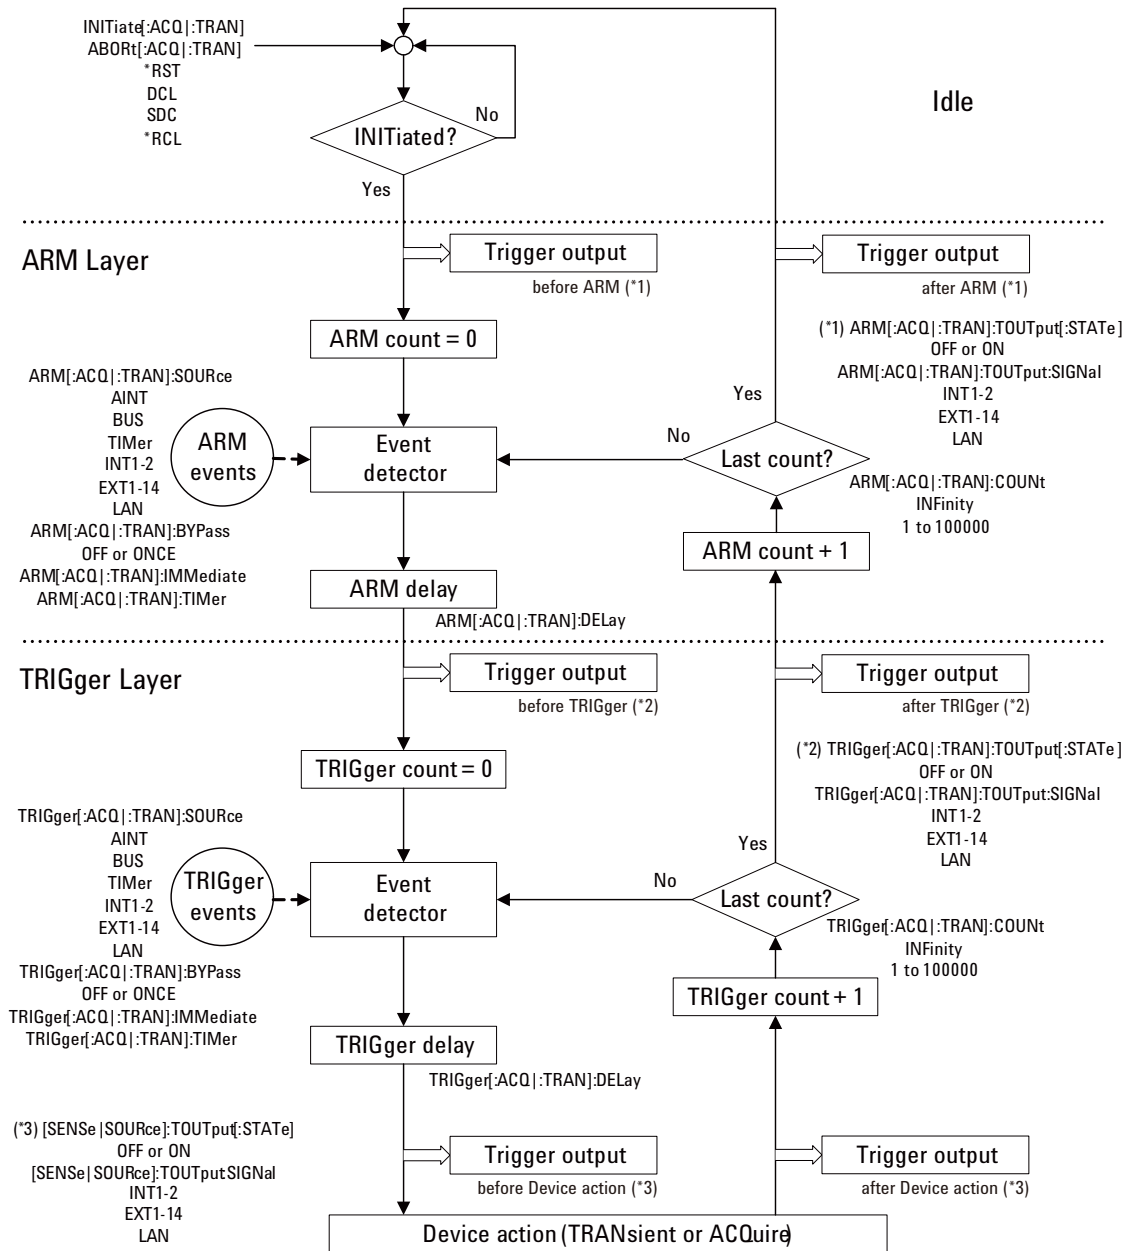 INITiate[:ACQ|:TRAN]
ABORt[:ACQ|:TRAN]
*RST
DCL
SDC
*RCL
INITiated?
No
Yes
Idle
ARM Layer
Trigger output
before ARM (*1)
Trigger output
after ARM (*1)
(*1) ARM[:ACQ|:TRAN]:TOUTput[:STATe]
OFF or ON
ARM[:ACQ|:TRAN]:TOUTput:SIGNal
INT1-2
EXT1-14
LAN
ARM count = 0
ARM[:ACQ|:TRAN]:SOURce
AINT
BUS
TIMer
INT1-2
EXT1-14
LAN
ARM[:ACQ|:TRAN]:BYPass
OFF or ONCE
ARM[:ACQ|:TRAN]:IMMediate
ARM[:ACQ|:TRAN]:TIMer
ARM
events
Event
detector
No
Yes
Last count?
ARM[:ACQ|:TRAN]:COUNt
INFinity
1 to 100000
ARM count + 1
ARM delay
ARM[:ACQ|:TRAN]:DELay
TRIGger Layer
Trigger output
before TRIGger (*2)
Trigger output
after TRIGger (*2)
(*2) TRIGger[:ACQ|:TRAN]:TOUTput[:STATe]
OFF or ON
TRIGger[:ACQ|:TRAN]:TOUTput:SIGNal
INT1-2
EXT1-14
LAN
TRIGger count = 0
TRIGger[:ACQ|:TRAN]:SOURce
AINT
BUS
TIMer
INT1-2
EXT1-14
LAN
TRIGger[:ACQ|:TRAN]:BYPass
OFF or ONCE
TRIGger[:ACQ|:TRAN]:IMMediate
TRIGger[:ACQ|:TRAN]:TIMer
TRIGger
events
Event
detector
No
Yes
Last count?
TRIGger[:ACQ|:TRAN]:COUNt
INFinity
1 to 100000
TRIGger count + 1
TRIGger delay
TRIGger[:ACQ|:TRAN]:DELay
(*3) [SENSe|SOURce]:TOUTput[:STATe]
OFF or ON
[SENSe|SOURce]:TOUTput:SIGNal
INT1-2
EXT1-14
LAN
Trigger output
before Device action (*3)
Trigger output
after Device action (*3)
Device action (TRANsient or ACQuire)